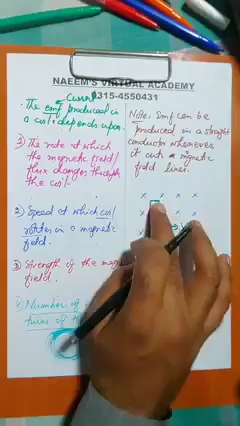 NAEEM'S VIRTUAL ACADEMY
0315-4550431
Current
The emf produced in
a coil depends upon.
1) The rate at which
the magnetic field/
flux changes through
the coil.
2) Speed at which coil
rotates in a magnetic
field.
3) Strength of the
field.
4) Number of
turns of
Note: Emf can be
produced in a straight
conductor whenever
it cuts magnetic
field lines.
x x x x